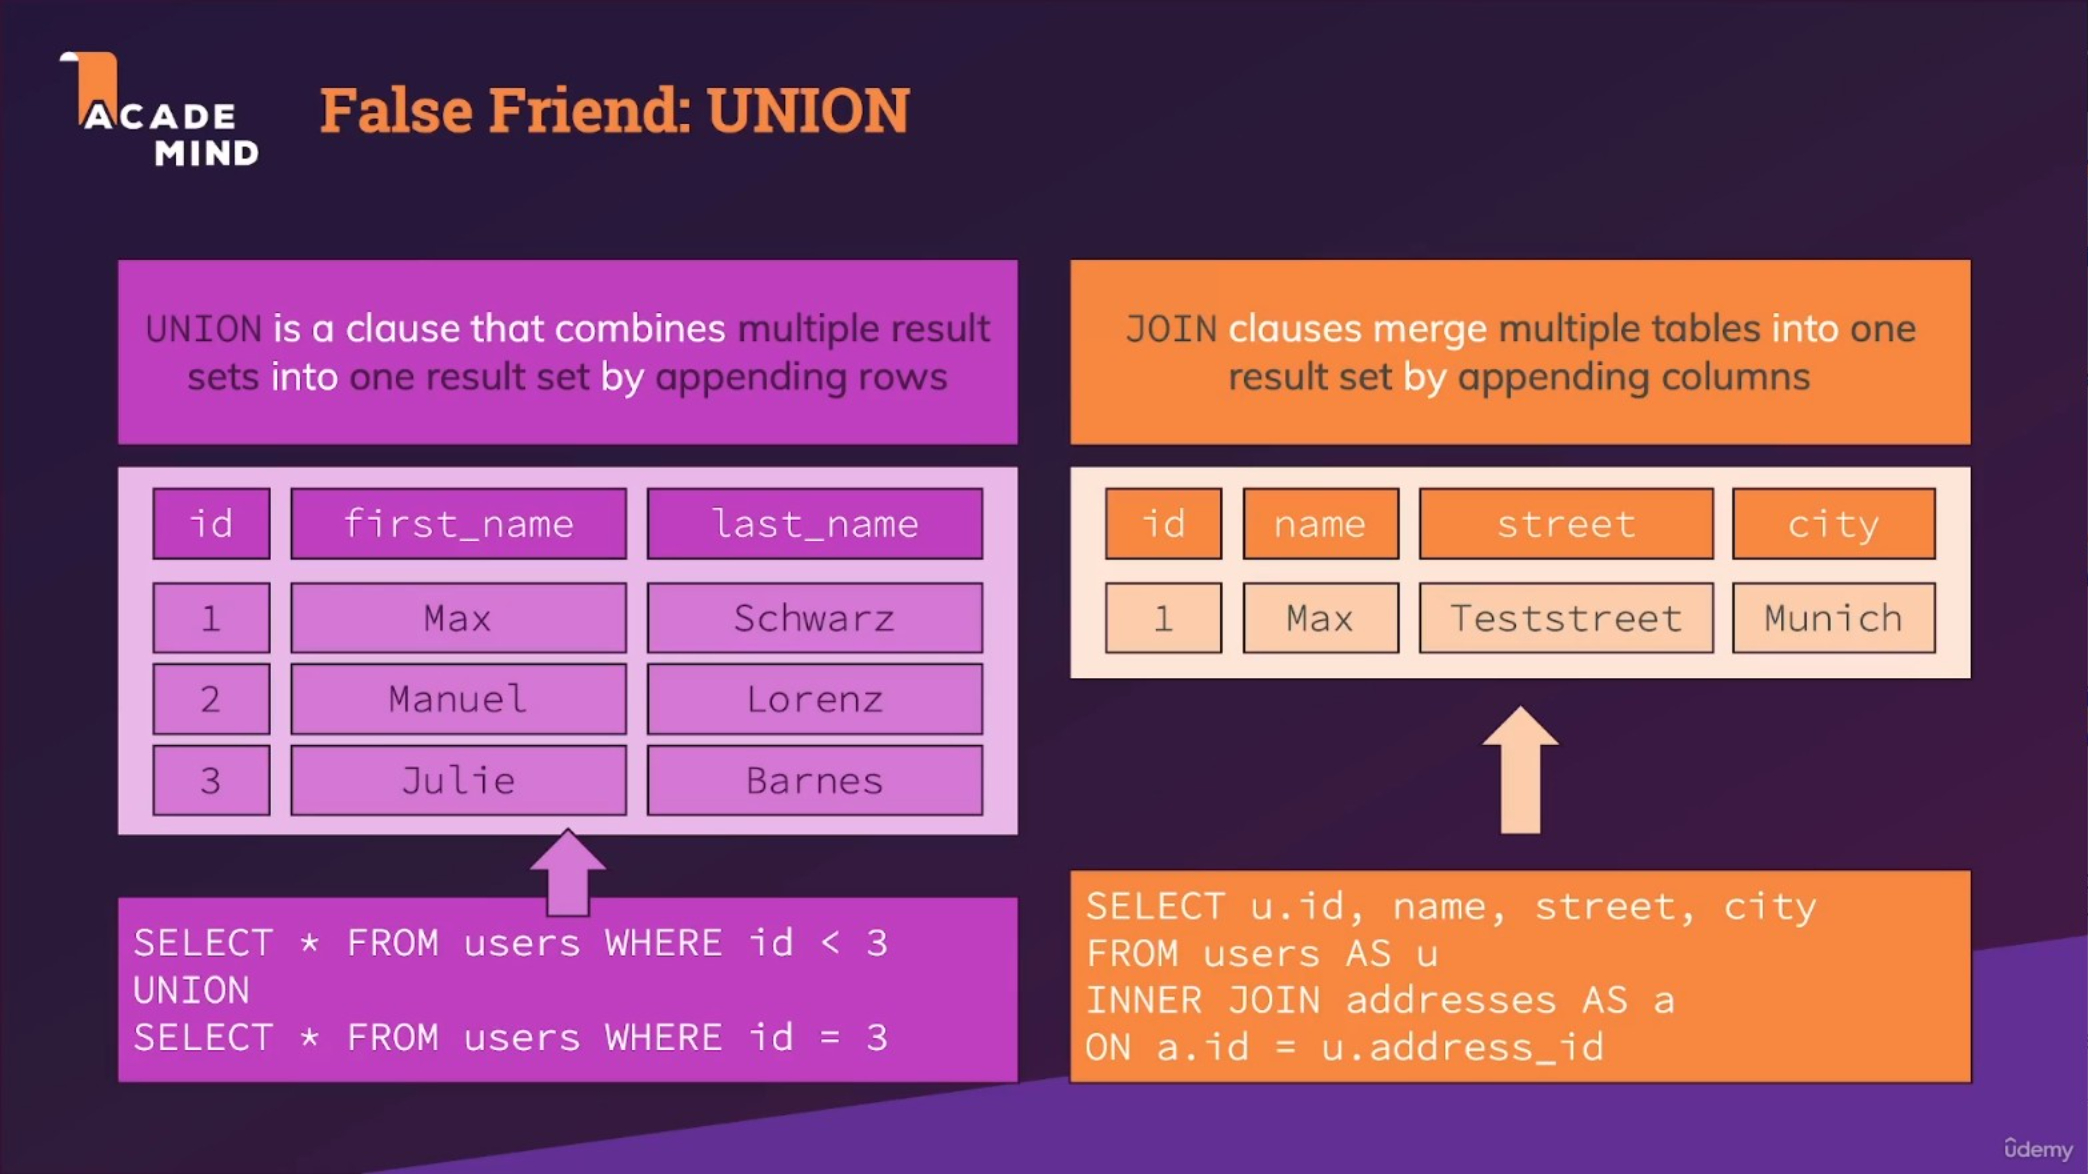 ACADE
MIND
False Friend: UNION
UNION is a clause that combines multiple result
sets into one result set by appending rows
id first_name last_name
1 Max Schwarz
2 Manuel Lorenz
3 Julie Barnes
SELECT * FROM users WHERE id < 3
UNION
SELECT * FROM users WHERE id = 3
JOIN clauses merge multiple tables into one
result set by appending columns
id name street city
1 Max Teststreet Munich
SELECT u.id, name, street, city
FROM users AS u
INNER JOIN addresses AS a
ON a.id = u.address_id
ûdemy